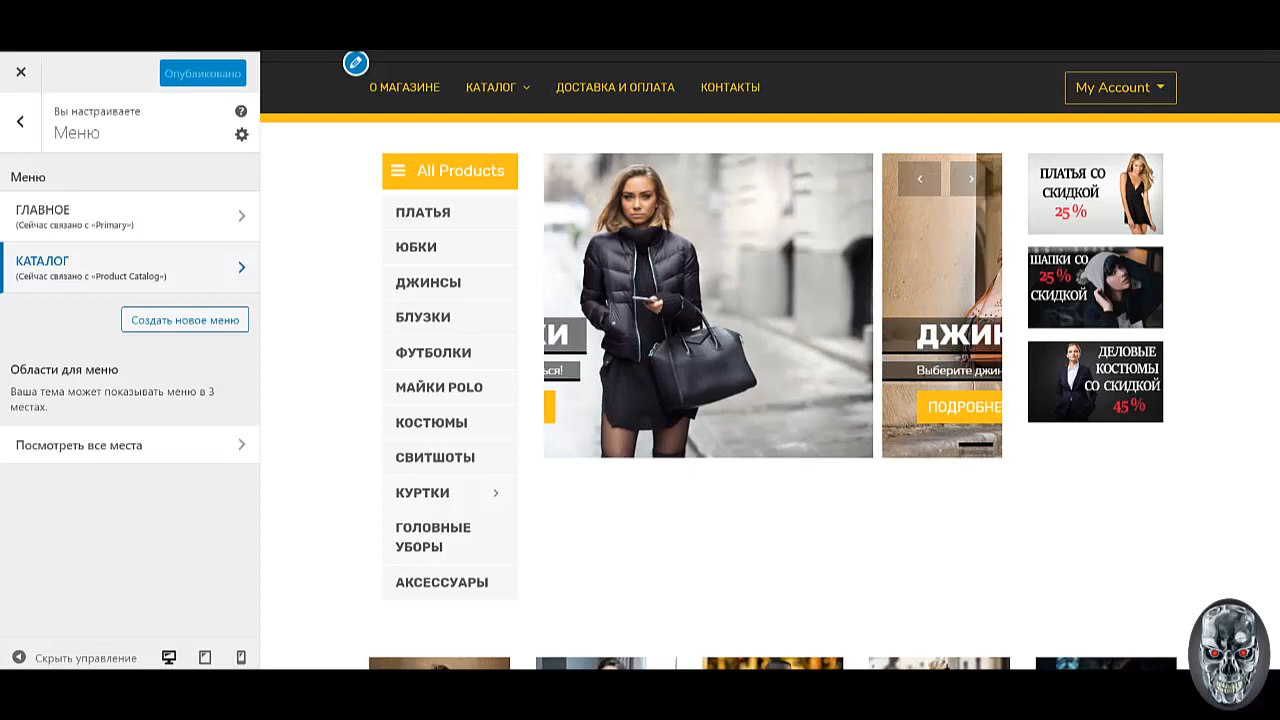 Опубликовано
Вы настраиваете
Меню
Меню
ГЛАВНОЕ
(Сейчас связано с «Primary»)
КАТАЛОГ
(Сейчас связано с «Product Catalog»)
Создать новое меню
Области для меню
Ваша тема может показывать меню в 3
местах.
Посмотреть все места
Скрыть управление
О МАГАЗИНЕ
КАТАЛОГ
ДОСТАВКА И ОПЛАТА
КОНТАКТЫ
My Account
All Products
ПЛАТЬЯ
ЮБКИ
ДЖИНСЫ
БЛУЗКИ
ФУТБОЛКИ
МАЙКИ POLO
КОСТЮМЫ
СВИТШОТЫ
КУРТКИ
ГОЛОВНЫЕ
УБОРЫ
АКСЕССУАРЫ
КИ
ься!
ДЖИН
Выберите джин
ПОДРОБНЕ
ПЛАТЬЯ СО
СКИДКОЙ
25%
ШАПКИ СО
25%
СКИДКОЙ
ДЕЛОВЫЕ
КОСТЮМЫ
СО СКИДКОЙ
45%